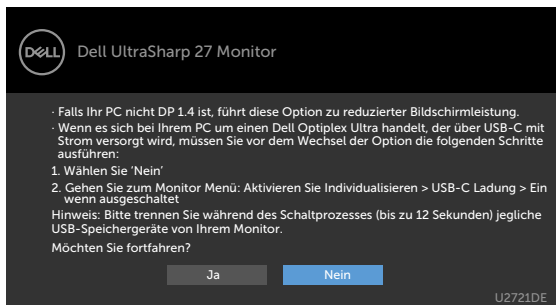 DELL
Dell UltraSharp 27 Monitor
· Falls Ihr PC nicht DP 1.4 ist, führt diese Option zu reduzierter Bildschirmleistung.
· Wenn es sich bei Ihrem PC um einen Dell Optiplex Ultra handelt, der über USB-C mit
Strom versorgt wird, müssen Sie vor dem Wechsel der Option die folgenden Schritte
ausführen:
1. Wählen Sie ‘Nein’
2. Gehen Sie zum Monitor Menü: Aktivieren Sie Individualisieren > USB-C Ladung > Ein
wenn ausgeschaltet
Hinweis: Bitte trennen Sie während des Schaltprozesses (bis zu 12 Sekunden) jegliche
USB-Speichergeräte von Ihrem Monitor.
Möchten Sie fortfahren?
Ja
Nein
U2721DE